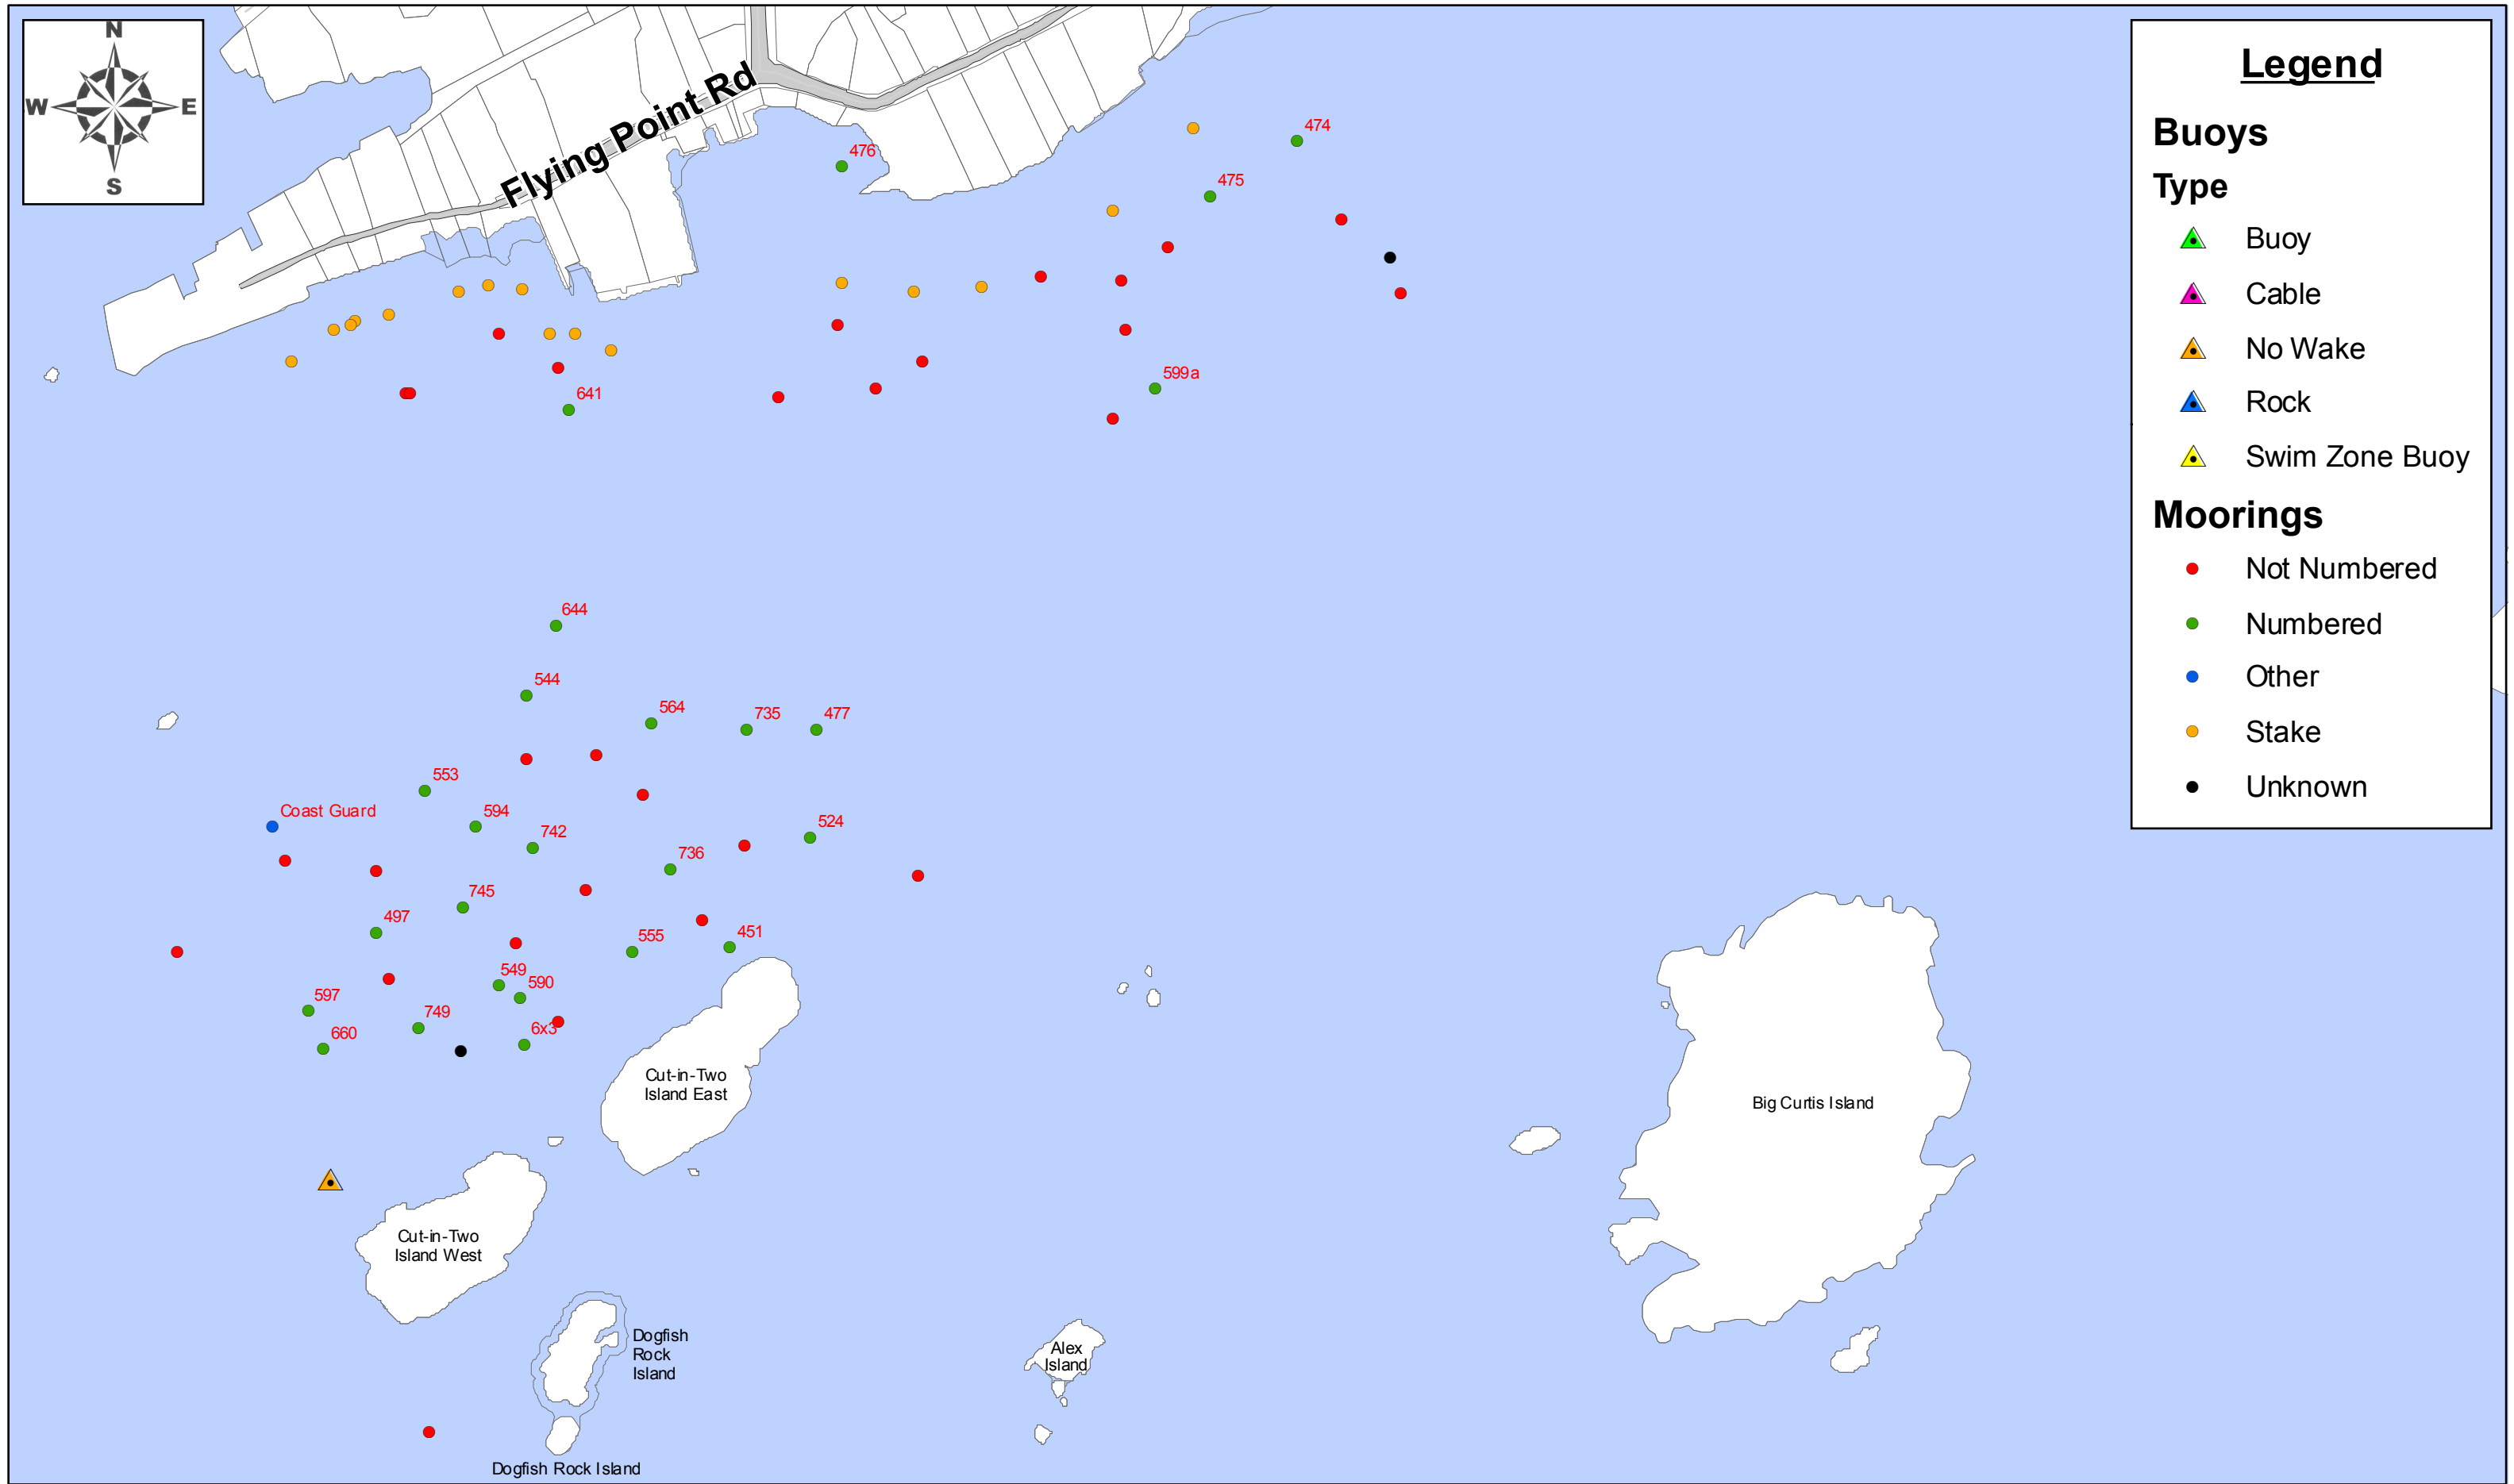 N
W
E
S
Flying Point Rd
474
476
475
599a
641
644
544
564
735
477
553
Coast Guard
594
742
524
736
745
497
555
451
549
590
597
749
6x3
660
Cut-in-Two
Island East
Big Curtis Island
Cut-in-Two
Island West
Dogfish
Rock
Island
Alex
Island
Dogfish Rock Island
Legend
Buoys
Type
Buoy
Cable
No Wake
Rock
Swim Zone Buoy
Moorings
Not Numbered
Numbered
Other
Stake
Unknown